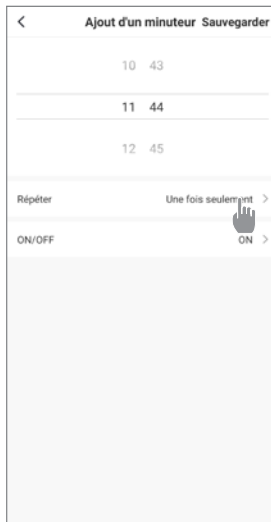 Ajout d'un minuteur Sauvegarder
10 43
11 44
12 45
Répéter Une fois seulement
ON/OFF ON